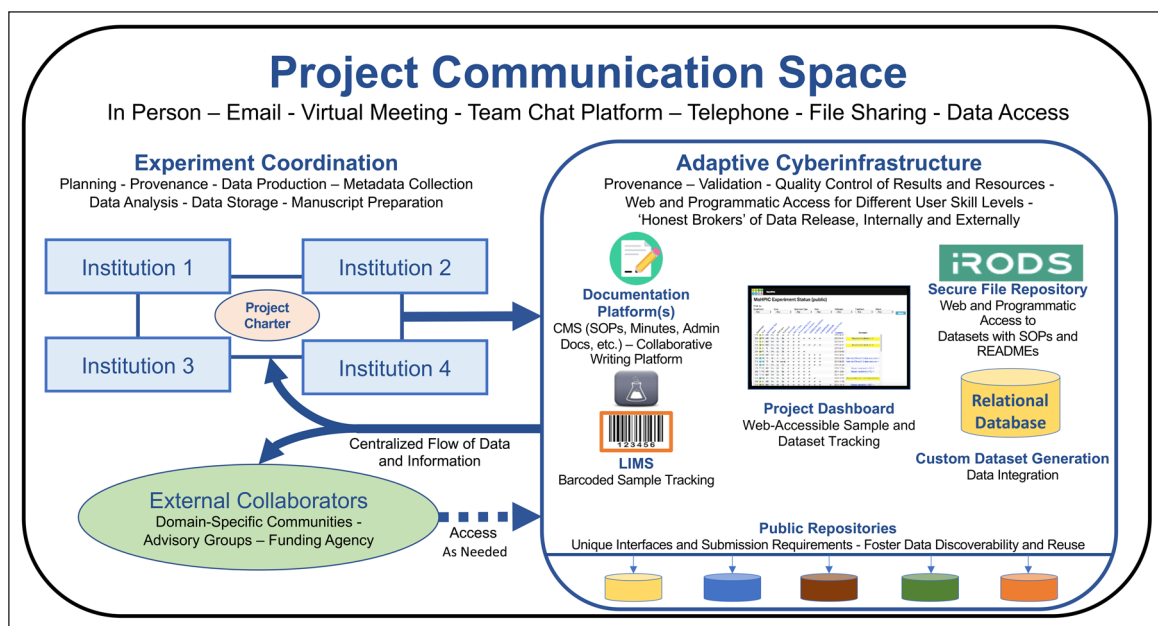 Project Communication Space
In Person – Email - Virtual Meeting - Team Chat Platform – Telephone - File Sharing - Data Access
Experiment Coordination
Planning - Provenance - Data Production – Metadata Collection
Data Analysis - Data Storage - Manuscript Preparation
Institution 1
Institution 2
Project
Charter
Institution 3
Institution 4
Centralized Flow of Data
and Information
External Collaborators
Domain-Specific Communities -
Advisory Groups – Funding Agency
Access
As Needed
Adaptive Cyberinfrastructure
Provenance – Validation - Quality Control of Results and Resources -
Web and Programmatic Access for Different User Skill Levels -
‘Honest Brokers’ of Data Release, Internally and Externally
Documentation
Platform(s)
CMS (SOPs, Minutes, Admin
Docs, etc.) – Collaborative
Writing Platform
123456
LIMS
Barcoded Sample Tracking
MaHPIC Experiment Status (public)
Project Dashboard
Web-Accessible Sample and
Dataset Tracking
iRODS
Secure File Repository
Web and Programmatic
Access to
Datasets with SOPs and
READMEs
Relational
Database
Custom Dataset Generation
Data Integration
Public Repositories
Unique Interfaces and Submission Requirements - Foster Data Discoverability and Reuse